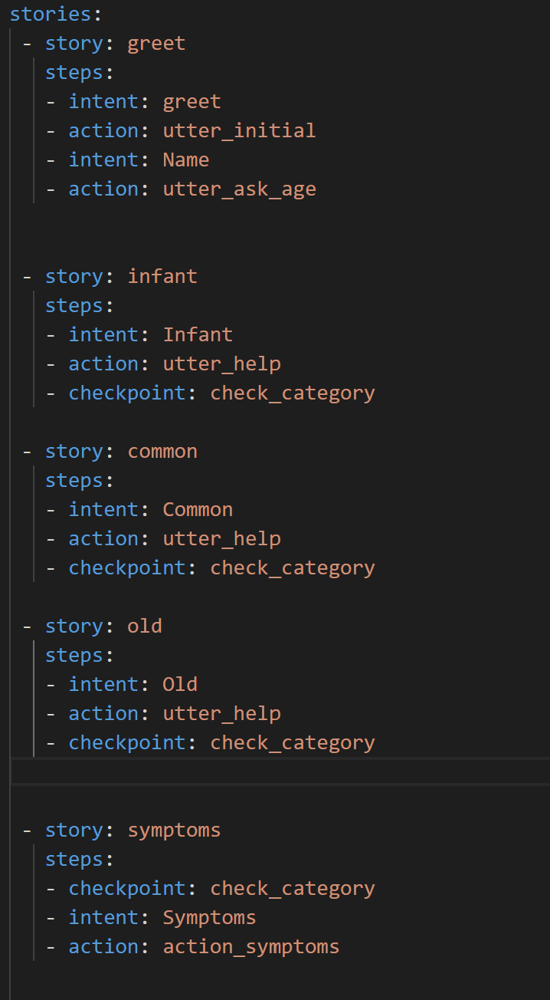 stories:
- story: greet
steps:
- intent: greet
- action: utter_initial
- intent: Name
- action: utter_ask_age
- story: infant
steps:
- intent: Infant
- action: utter_help
- checkpoint: check_category
- story: common
steps:
- intent: Common
- action: utter_help
- checkpoint: check_category
- story: old
steps:
- intent: Old
- action: utter_help
- checkpoint: check_category
- story: symptoms
steps:
- checkpoint: check_category
- intent: Symptoms
- action: action_symptoms